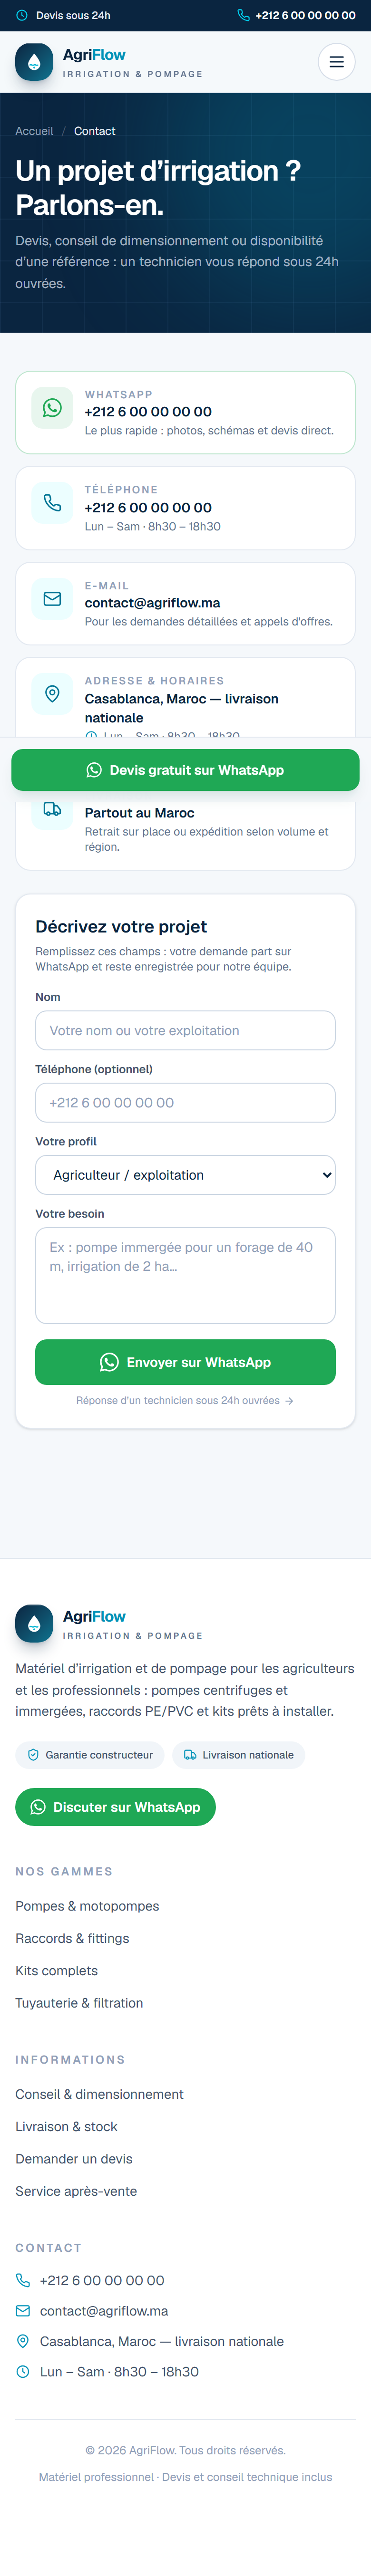 Devis sous 24h
+212 6 00 00 00 00
AgriFlow
IRRIGATION & POMPAGE
Accueil / Contact
Un projet d’irrigation ?
Parlons-en.
Devis, conseil de dimensionnement ou disponibilité
d’une référence : un technicien vous répond sous 24h
ouvrées.
WHATSAPP
+212 6 00 00 00 00
Le plus rapide : photos, schémas et devis direct.
TÉLÉPHONE
+212 6 00 00 00 00
Lun – Sam · 8h30 – 18h30
E-MAIL
contact@agriflow.ma
Pour les demandes détaillées et appels d’offres.
ADRESSE & HORAIRES
Casablanca, Maroc — livraison
nationale
Lun – Sam · 8h30 – 18h30
Devis gratuit sur WhatsApp
Partout au Maroc
Retrait sur place ou expédition selon volume et
région.
Décrivez votre projet
Remplissez ces champs : votre demande part sur
WhatsApp et reste enregistrée pour notre équipe.
Nom
Votre nom ou votre exploitation
Téléphone (optionnel)
+212 6 00 00 00 00
Votre profil
Agriculteur / exploitation
Votre besoin
Ex : pompe immergée pour un forage de 40
m, irrigation de 2 ha…
Envoyer sur WhatsApp
Réponse d’un technicien sous 24h ouvrées →
AgriFlow
IRRIGATION & POMPAGE
Matériel d’irrigation et de pompage pour les agriculteurs
et les professionnels : pompes centrifuges et
immergées, raccords PE/PVC et kits prêts à installer.
Garantie constructeur
Livraison nationale
Discuter sur WhatsApp
NOS GAMMES
Pompes & motopompes
Raccords & fittings
Kits complets
Tuyauterie & filtration
INFORMATIONS
Conseil & dimensionnement
Livraison & stock
Demander un devis
Service après-vente
CONTACT
+212 6 00 00 00 00
contact@agriflow.ma
Casablanca, Maroc — livraison nationale
Lun – Sam · 8h30 – 18h30
© 2026 AgriFlow. Tous droits réservés.
Matériel professionnel · Devis et conseil technique inclus